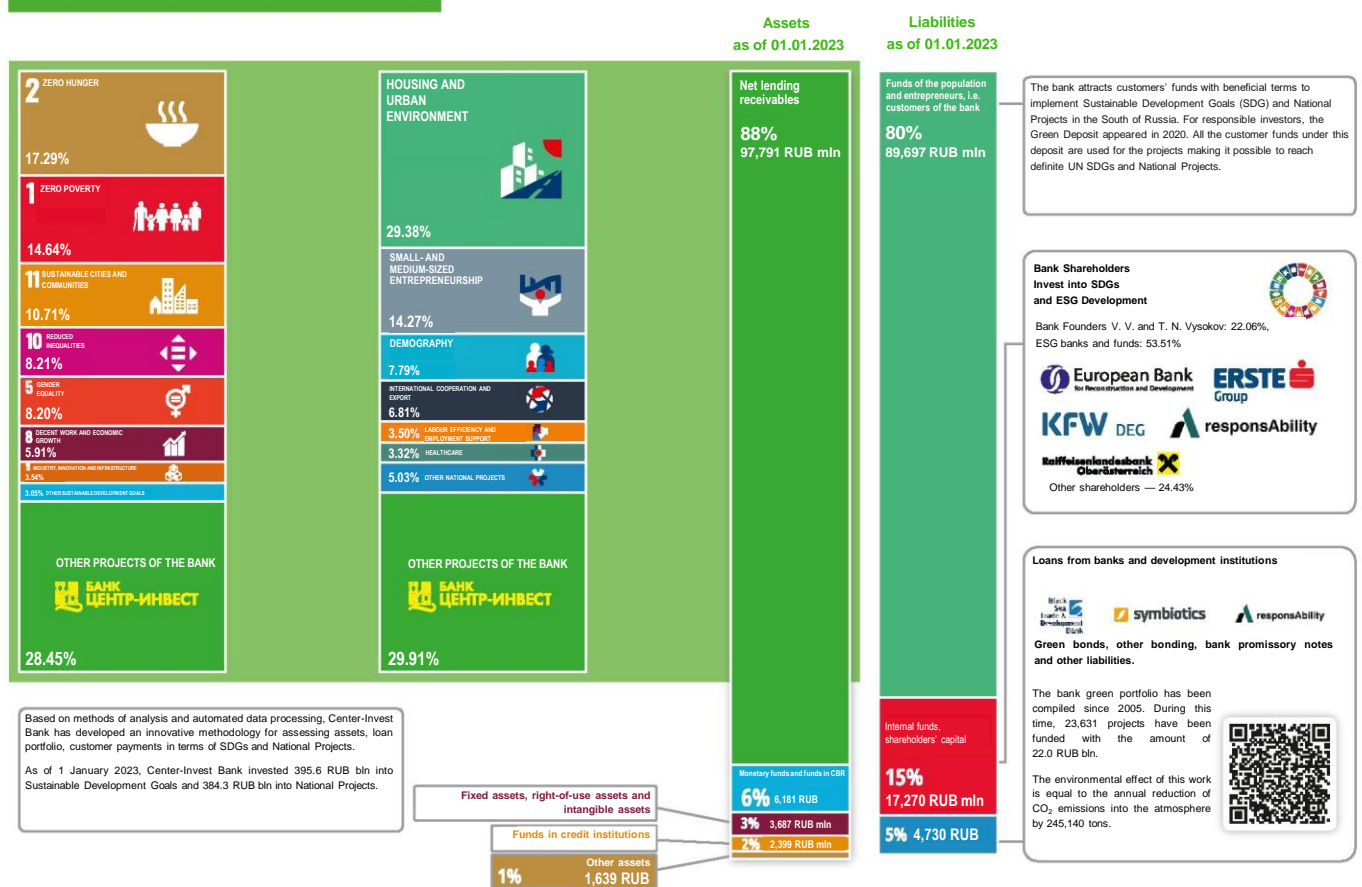 Assets
as of 01.01.2023
Liabilities
as of 01.01.2023
2 ZERO HUNGER
17.29%
1 ZERO POVERTY
14.64%
11 SUSTAINABLE CITIES AND
COMMUNITIES
10.71%
10 REDUCED
INEQUALITIES
8.21%
5 GENDER
EQUALITY
8.20%
8 DECENT WORK AND ECONOMIC
GROWTH
5.91%
9 INDUSTRY, INNOVATION AND INFRASTRUCTURE
3.54%
3.05% OTHER SUSTAINABLE DEVELOPMENT GOALS
OTHER PROJECTS OF THE BANK
БАНК
ЦЕНТР-ИНВЕСТ
28.45%
HOUSING AND
URBAN
ENVIRONMENT
29.38%
SMALL- AND
MEDIUM-SIZED
ENTREPRENEURSHIP
14.27%
DEMOGRAPHY
7.79%
INTERNATIONAL COOPERATION AND
EXPORT
6.81%
3.50% LABOUR EFFICIENCY AND
EMPLOYMENT SUPPORT
3.32% HEALTHCARE
5.03% OTHER NATIONAL PROJECTS
OTHER PROJECTS OF THE BANK
БАНК
ЦЕНТР-ИНВЕСТ
29.91%
Net lending
receivables
88%
97,791 RUB mln
Monetary funds and funds in CBR
6% 6,181 RUB
3% 3,687 RUB mln
2% 2,399 RUB mln
Fixed assets, right-of-use assets and
intangible assets
Funds in credit institutions
Other assets
1% 1,639 RUB
Funds of the population
and entrepreneurs, i.e.
customers of the bank
80%
89,697 RUB mln
Internal funds,
shareholders' capital
15%
17,270 RUB mln
5% 4,730 RUB
The bank attracts customers' funds with beneficial terms to
implement Sustainable Development Goals (SDG) and National
Projects in the South of Russia. For responsible investors, the
Green Deposit appeared in 2020. All the customer funds under this
deposit are used for the projects making it possible to reach
definite UN SDGs and National Projects.
Bank Shareholders
Invest into SDGs
and ESG Development
Bank Founders V. V. and T. N. Vysokov: 22.06%,
ESG banks and funds: 53.51%
European Bank
for Reconstruction and Development
ERSTE
Group
KFW DEG
responsAbility
Raiffeisenlandesbank
Oberösterreich
Other shareholders — 24.43%
Loans from banks and development institutions
Black
Sea
Trade &
Development
Bank
symbiotics
responsAbility
Green bonds, other bonding, bank promissory notes
and other liabilities.
The bank green portfolio has been
compiled since 2005. During this
time, 23,631 projects have been
funded with the amount of
22.0 RUB bln.
The environmental effect of this work
is equal to the annual reduction of
CO₂ emissions into the atmosphere
by 245,140 tons.
Based on methods of analysis and automated data processing, Center-Invest
Bank has developed an innovative methodology for assessing assets, loan
portfolio, customer payments in terms of SDGs and National Projects.
As of 1 January 2023, Center-Invest Bank invested 395.6 RUB bln into
Sustainable Development Goals and 384.3 RUB bln into National Projects.